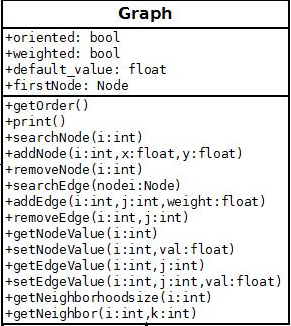 Graph
+oriented: bool
+weighted: bool
+default_value: float
+firstNode: Node
+getOrder()
+print()
+searchNode(i:int)
+addNode(i:int,x:float,y:float)
+removeNode(i:int)
+searchEdge(nodei:Node)
+addEdge(i:int,j:int,weight:float)
+removeEdge(i:int,j:int)
+getNodeValue(i:int)
+setNodeValue(i:int,val:float)
+getEdgeValue(i:int,j:int)
+setEdgeValue(i:int,j:int,val:float)
+getNeighborhoodsize(i:int)
+getNeighbor(i:int,k:int)